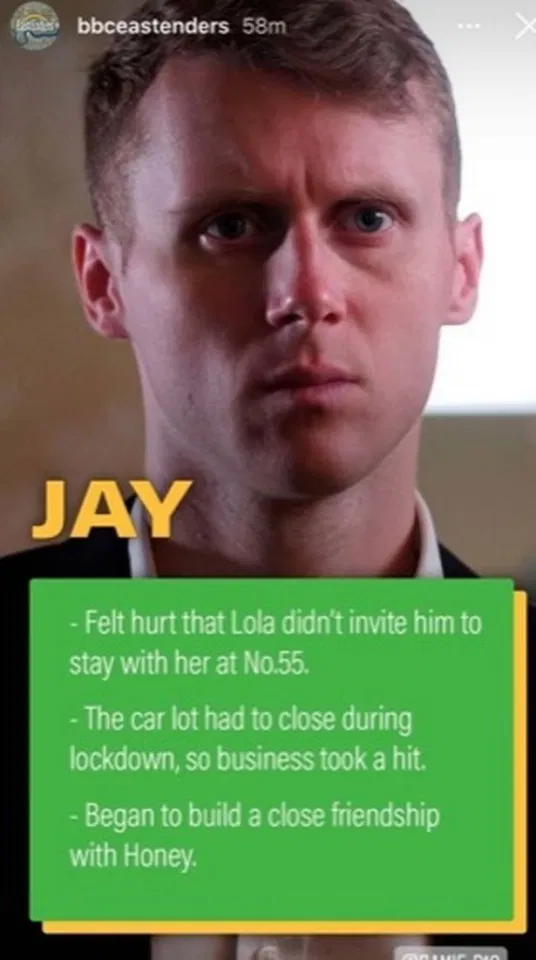 bbceastenders 58m
JAY
- Felt hurt that Lola didn't invite him to
stay with her at No.55.
- The car lot had to close during
lockdown, so business took a hit.
- Began to build a close friendship
with Honey.